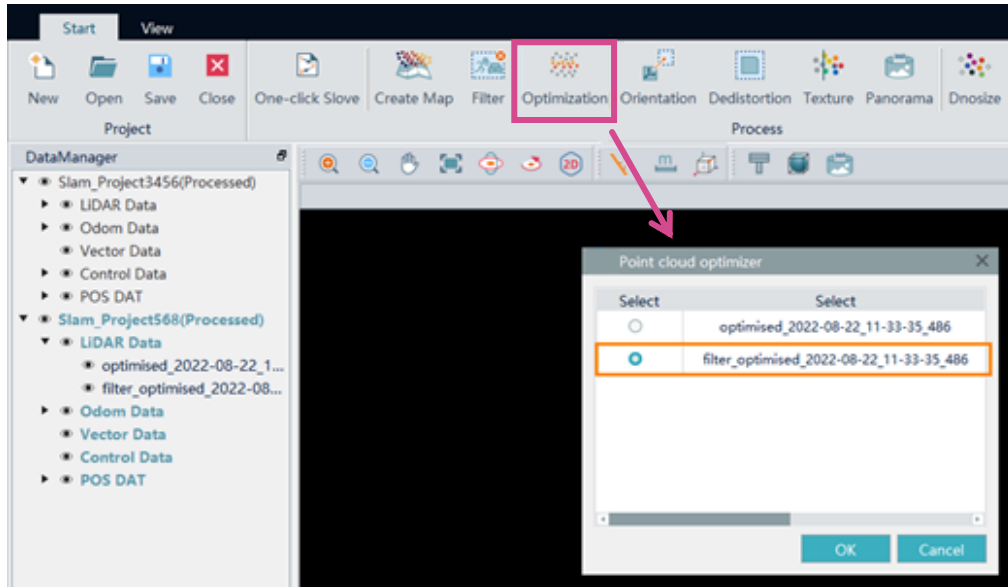 Start View
New Open Save Close One-click Slove Create Map Filter Optimization Orientation Dedistortion Texture Panorama Dnosize
Project Process
DataManager
2D
m
Slam_Project3456(Processed)
LiDAR Data
Odom Data
Vector Data
Control Data
POS DAT
Slam_Project568(Processed)
LiDAR Data
optimised_2022-08-22_1...
filter_optimised_2022-08...
Odom Data
Vector Data
Control Data
POS DAT
Point cloud optimizer
Select Select
optimised_2022-08-22_11-33-35_486
filter_optimised_2022-08-22_11-33-35_486
OK Cancel